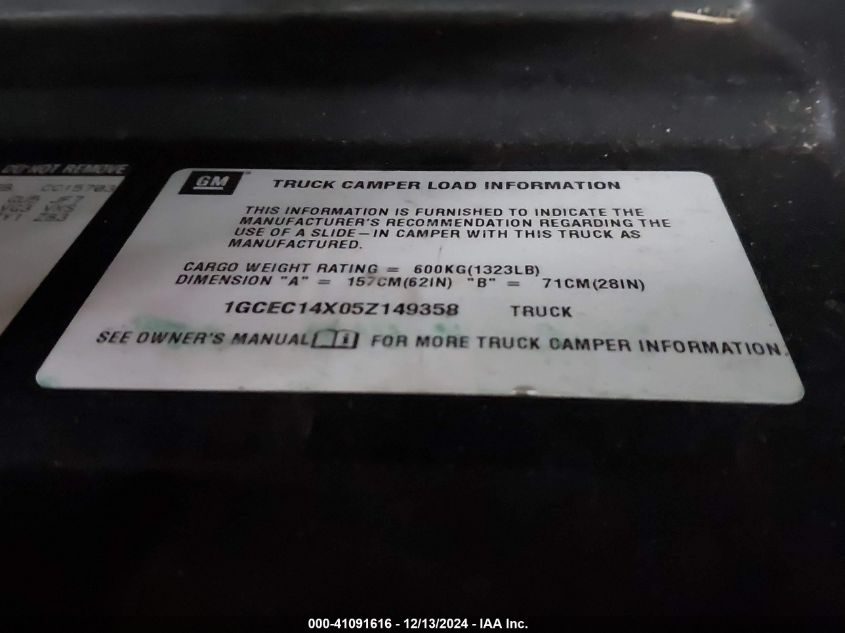 DO NOT REMOVE
0015703
GM
TRUCK CAMPER LOAD INFORMATION
THIS INFORMATION IS FURNISHED TO INDICATE THE
MANUFACTURER'S RECOMMENDATION REGARDING THE
USE OF A SLIDE—IN CAMPER WITH THIS TRUCK AS
MANUFACTURED.
CARGO WEIGHT RATING = 600KG(1323LB)
DIMENSION "A" = 157CM(62IN) "B" = 71CM(28IN)
1GCEC14X05Z149358 TRUCK
SEE OWNER'S MANUAL FOR MORE TRUCK CAMPER INFORMATION.
000-41091616 - 12/13/2024 - IAA Inc.